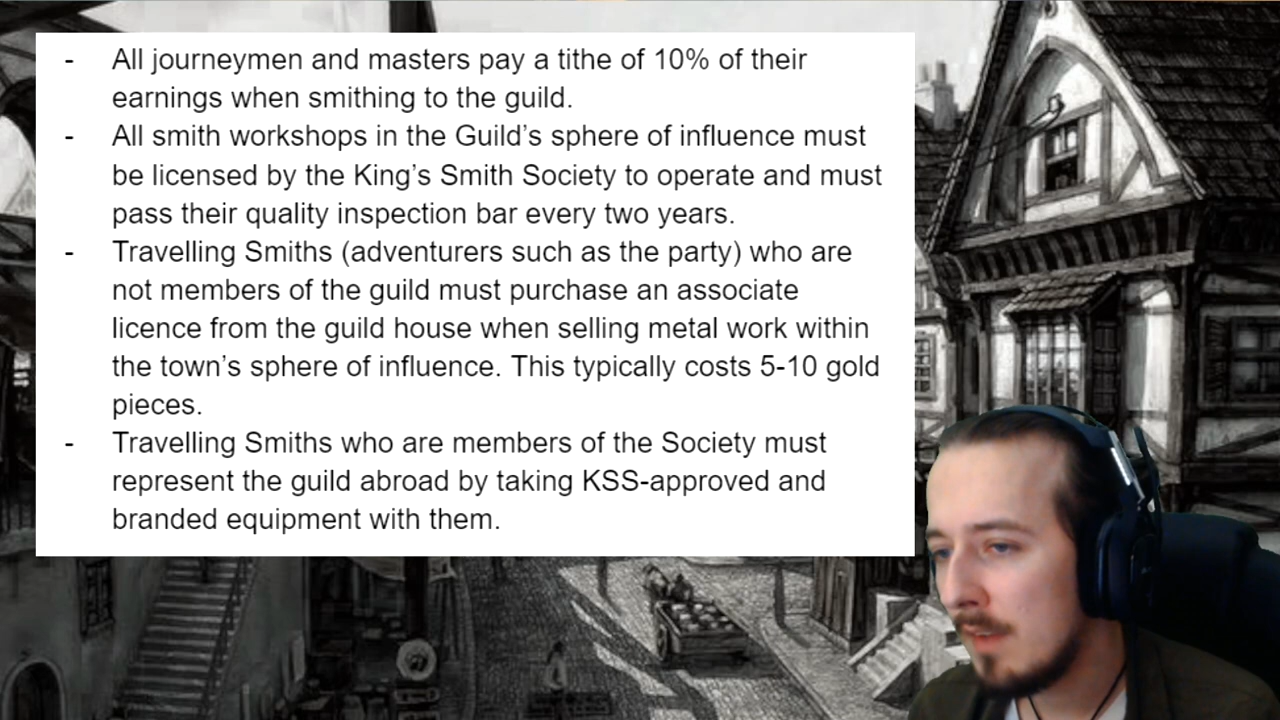 - All journeymen and masters pay a tithe of 10% of their
earnings when smithing to the guild.
- All smith workshops in the Guild’s sphere of influence must
be licensed by the King’s Smith Society to operate and must
pass their quality inspection bar every two years.
- Travelling Smiths (adventurers such as the party) who are
not members of the guild must purchase an associate
licence from the guild house when selling metal work within
the town’s sphere of influence. This typically costs 5-10 gold
pieces.
- Travelling Smiths who are members of the Society must
represent the guild abroad by taking KSS-approved and
branded equipment with them.